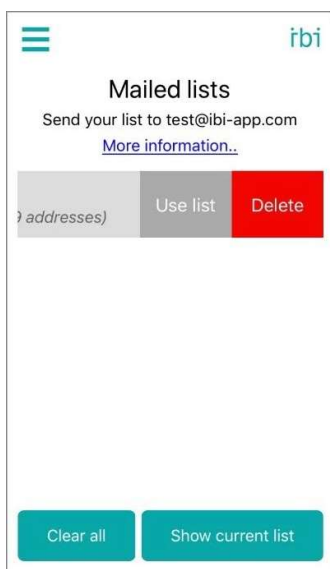 ibi
Mailed lists
Send your list to test@ibi-app.com
More information..
9 addresses)
Use list
Delete
Clear all
Show current list